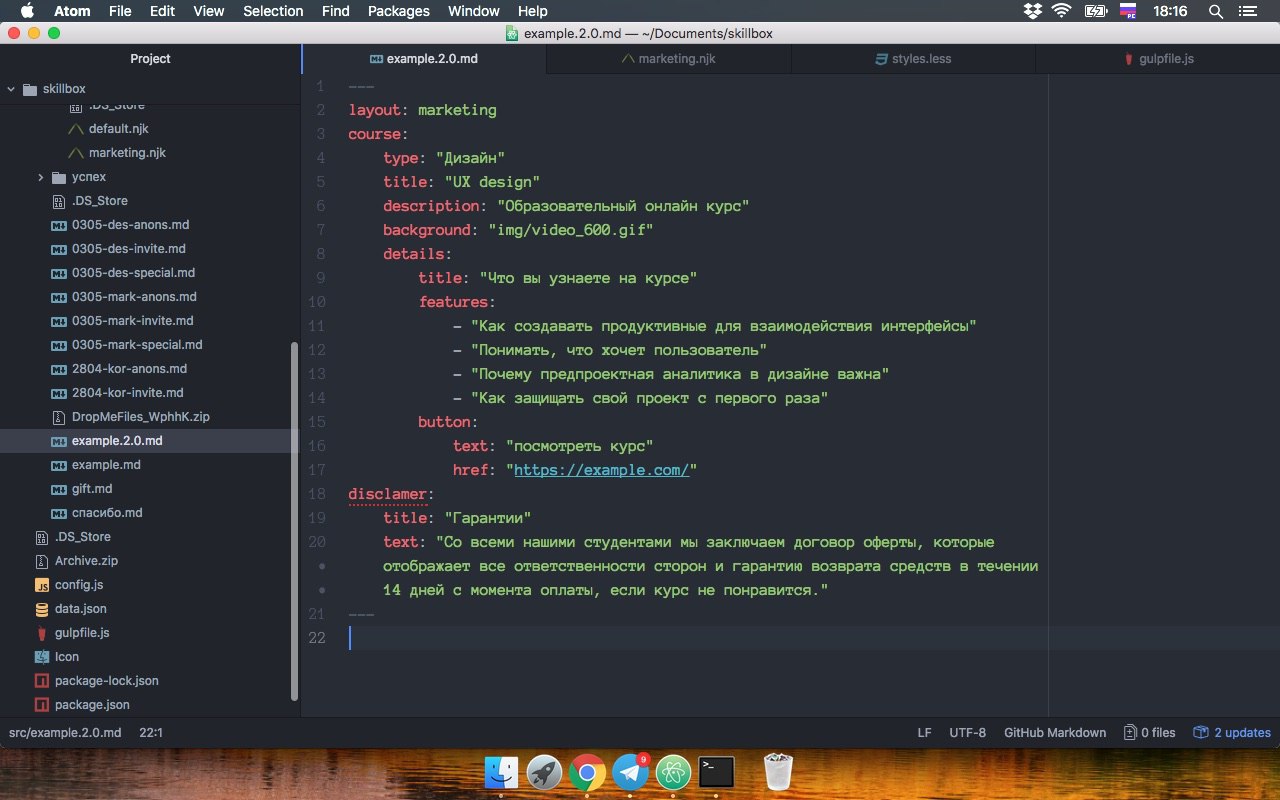 Atom File Edit View Selection Find Packages Window Help 18:16
example.2.0.md — ~/Documents/skillbox
Project
example.2.0.md
marketing.njk
styles.less
gulpfile.js
skillbox
.DS_Store
default.njk
marketing.njk
успех
.DS_Store
0305-des-anons.md
0305-des-invite.md
0305-des-special.md
0305-mark-anons.md
0305-mark-invite.md
0305-mark-special.md
2804-kor-anons.md
2804-kor-invite.md
DropMeFiles_WphhK.zip
example.2.0.md
example.md
gift.md
спасибо.md
.DS_Store
Archive.zip
config.js
data.json
gulpfile.js
Icon
package-lock.json
package.json
1 ---
2 layout: marketing
3 course:
4 type: "Дизайн"
5 title: "UX design"
6 description: "Образовательный онлайн курс"
7 background: "img/video_600.gif"
8 details:
9 title: "Что вы узнаете на курсе"
10 features:
11 - "Как создавать продуктивные для взаимодействия интерфейсы"
12 - "Понимать, что хочет пользователь"
13 - "Почему предпроектная аналитика в дизайне важна"
14 - "Как защищать свой проект с первого раза"
15 button:
16 text: "посмотреть курс"
17 href: "https://example.com/"
18 disclamer:
19 title: "Гарантии"
20 text: "Со всеми нашими студентами мы заключаем договор оферты, которые
• отображает все ответственности сторон и гарантию возврата средств в течении
• 14 дней с момента оплаты, если курс не понравится."
21 ---
22
src/example.2.0.md 22:1
LF UTF-8 GitHub Markdown 0 files 2 updates
9